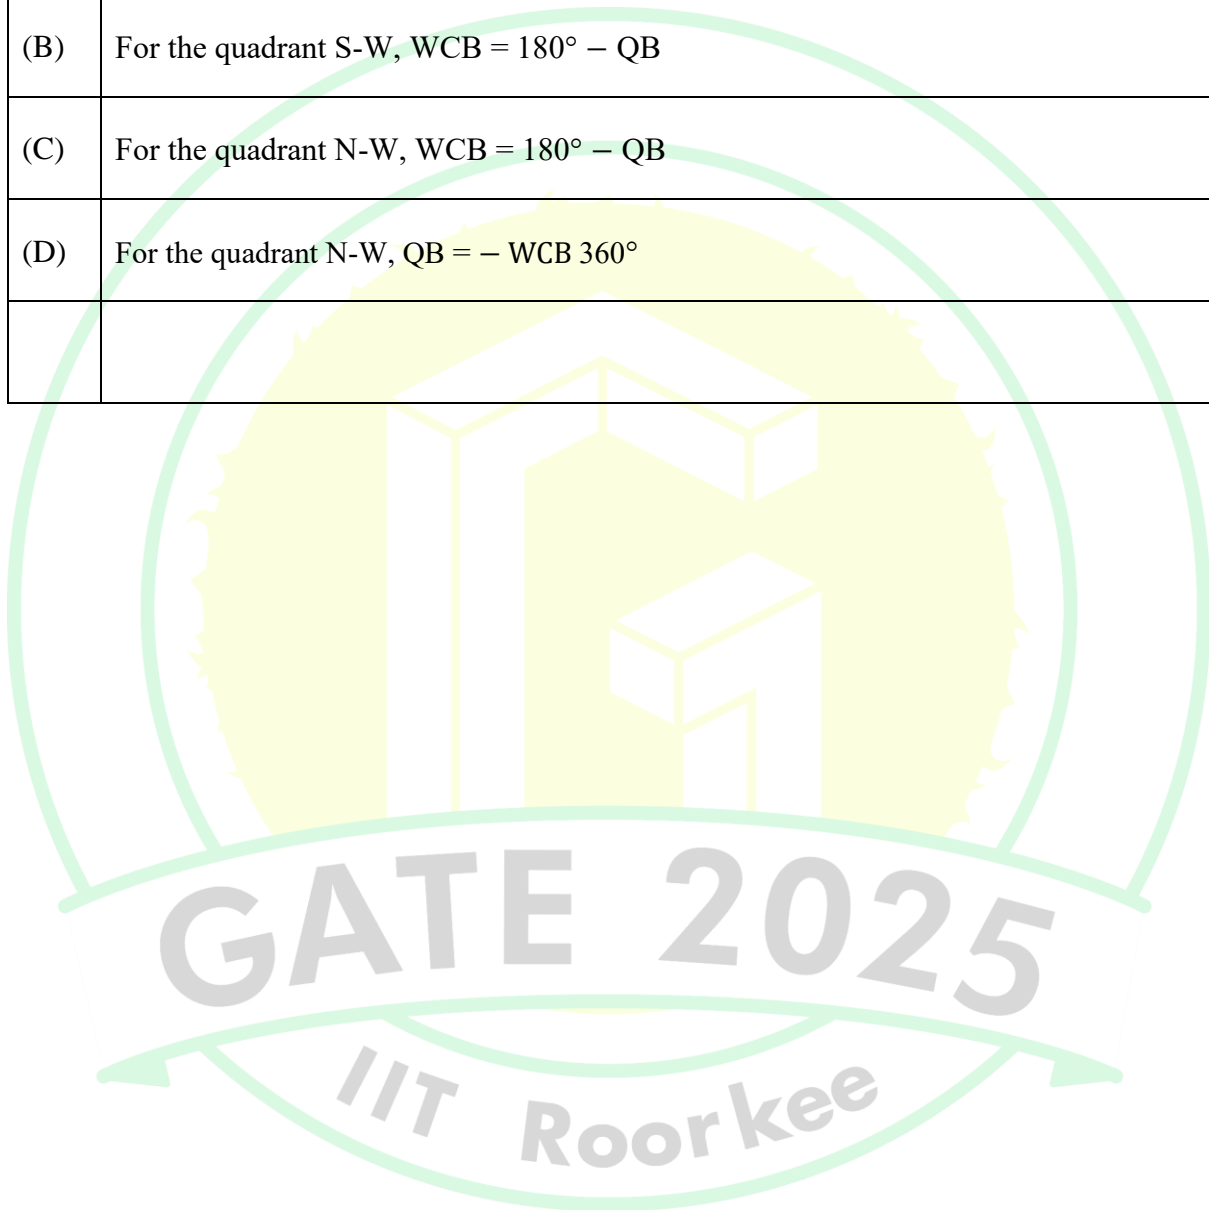 (B) For the quadrant S-W, WCB = 180° – QB
(C) For the quadrant N-W, WCB = 180° – QB
(D) For the quadrant N-W, QB = – WCB 360°
GATE 2025
IIT Roorkee